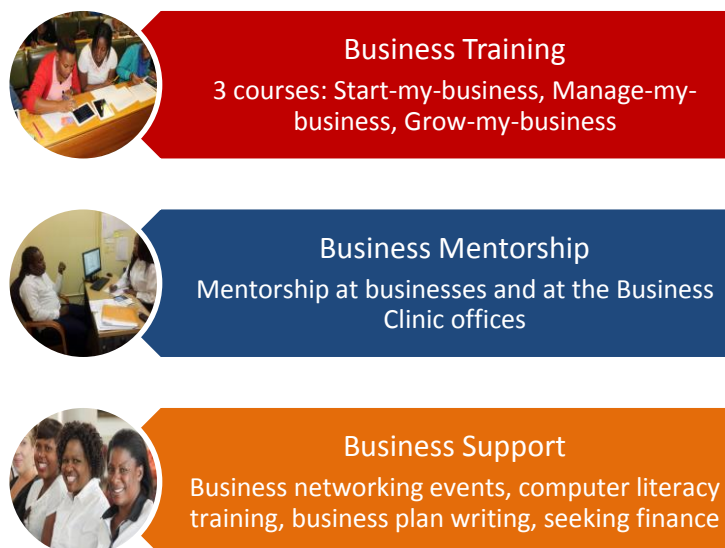 Business Training
3 courses: Start-my-business, Manage-my-
business, Grow-my-business
Business Mentorship
Mentorship at businesses and at the Business
Clinic offices
Business Support
Business networking events, computer literacy
training, business plan writing, seeking finance